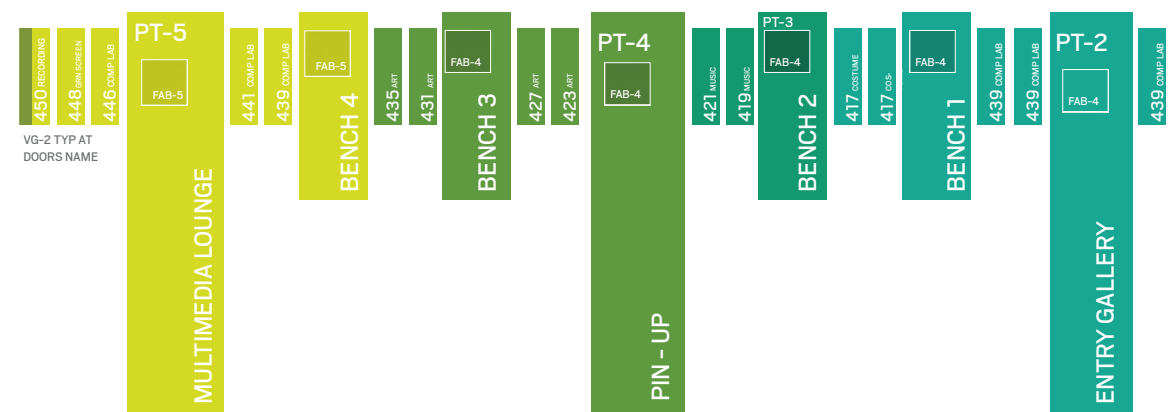 450 RECORDING
448 GRN SCREEN
446 COMP LAB
VG-2 TYP AT
DOORS NAME
PT-5
FAB-5
MULTIMEDIA LOUNGE
441 COMP LAB
439 COMP LAB
FAB-5
BENCH 4
435 ART
431 ART
FAB-4
BENCH 3
427 ART
423 ART
PT-4
FAB-4
PIN - UP
421 MUSIC
419 MUSIC
PT-3
FAB-4
BENCH 2
417 COSTUME
417 COS-
FAB-4
BENCH 1
439 COMP LAB
439 COMP LAB
PT-2
FAB-4
ENTRY GALLERY
439 COMP LAB